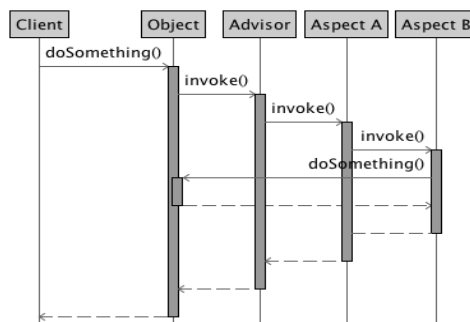 Client Object Advisor Aspect A Aspect B
doSomething()
invoke()
invoke()
invoke()
doSomething()